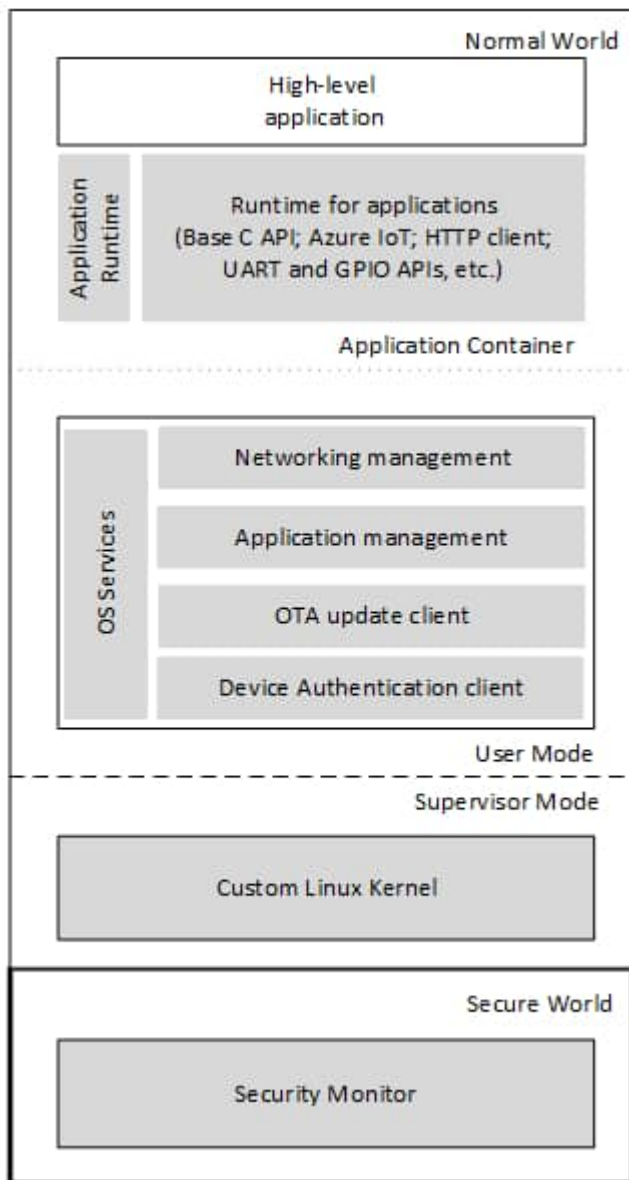 Normal World
High-level
application
Application
Runtime
Runtime for applications
(Base C API; Azure IoT; HTTP client;
UART and GPIO APIs, etc.)
Application Container
OS Services
Networking management
Application management
OTA update client
Device Authentication client
User Mode
Supervisor Mode
Custom Linux Kernel
Secure World
Security Monitor